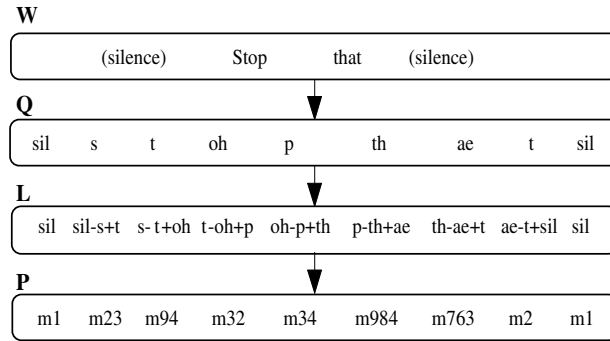 W
(silence) Stop that (silence)
Q
sil s t oh p th ae t sil
L
sil sil-s+t s-t+oh t-oh+p oh-p+th p-th+ae th-ae+t ae-t+sil sil
P
m1 m23 m94 m32 m34 m984 m763 m2 m1